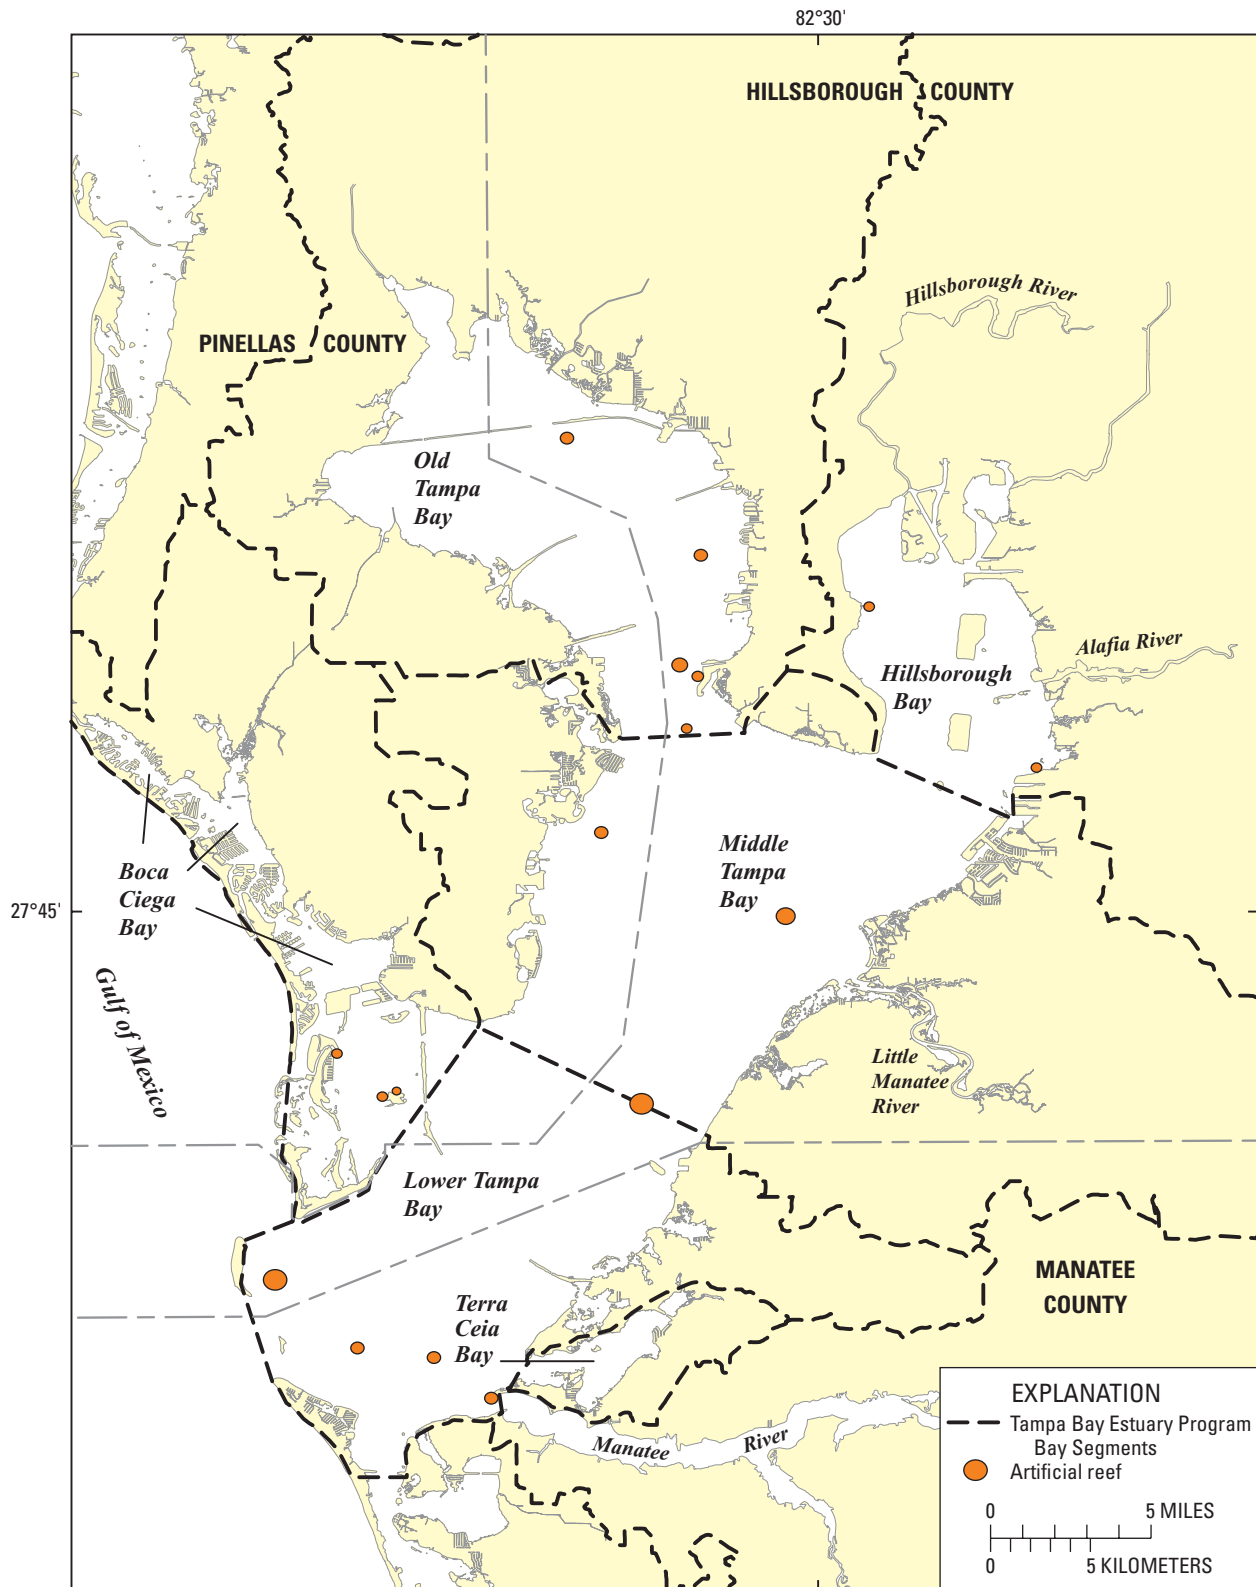 82°30'
HILLSBOROUGH COUNTY
Hillsborough River
PINELLAS COUNTY
Old
Tampa
Bay
Alafia River
Hillsborough
Bay
Middle
Tampa
Bay
Boca
Ciega
Bay
27°45'
Gulf of Mexico
Little
Manatee
River
Lower Tampa
Bay
MANATEE
COUNTY
Terra
Ceia
Bay
Manatee River
EXPLANATION
Tampa Bay Estuary Program
Bay Segments
Artificial reef
0 5 MILES
0 5 KILOMETERS